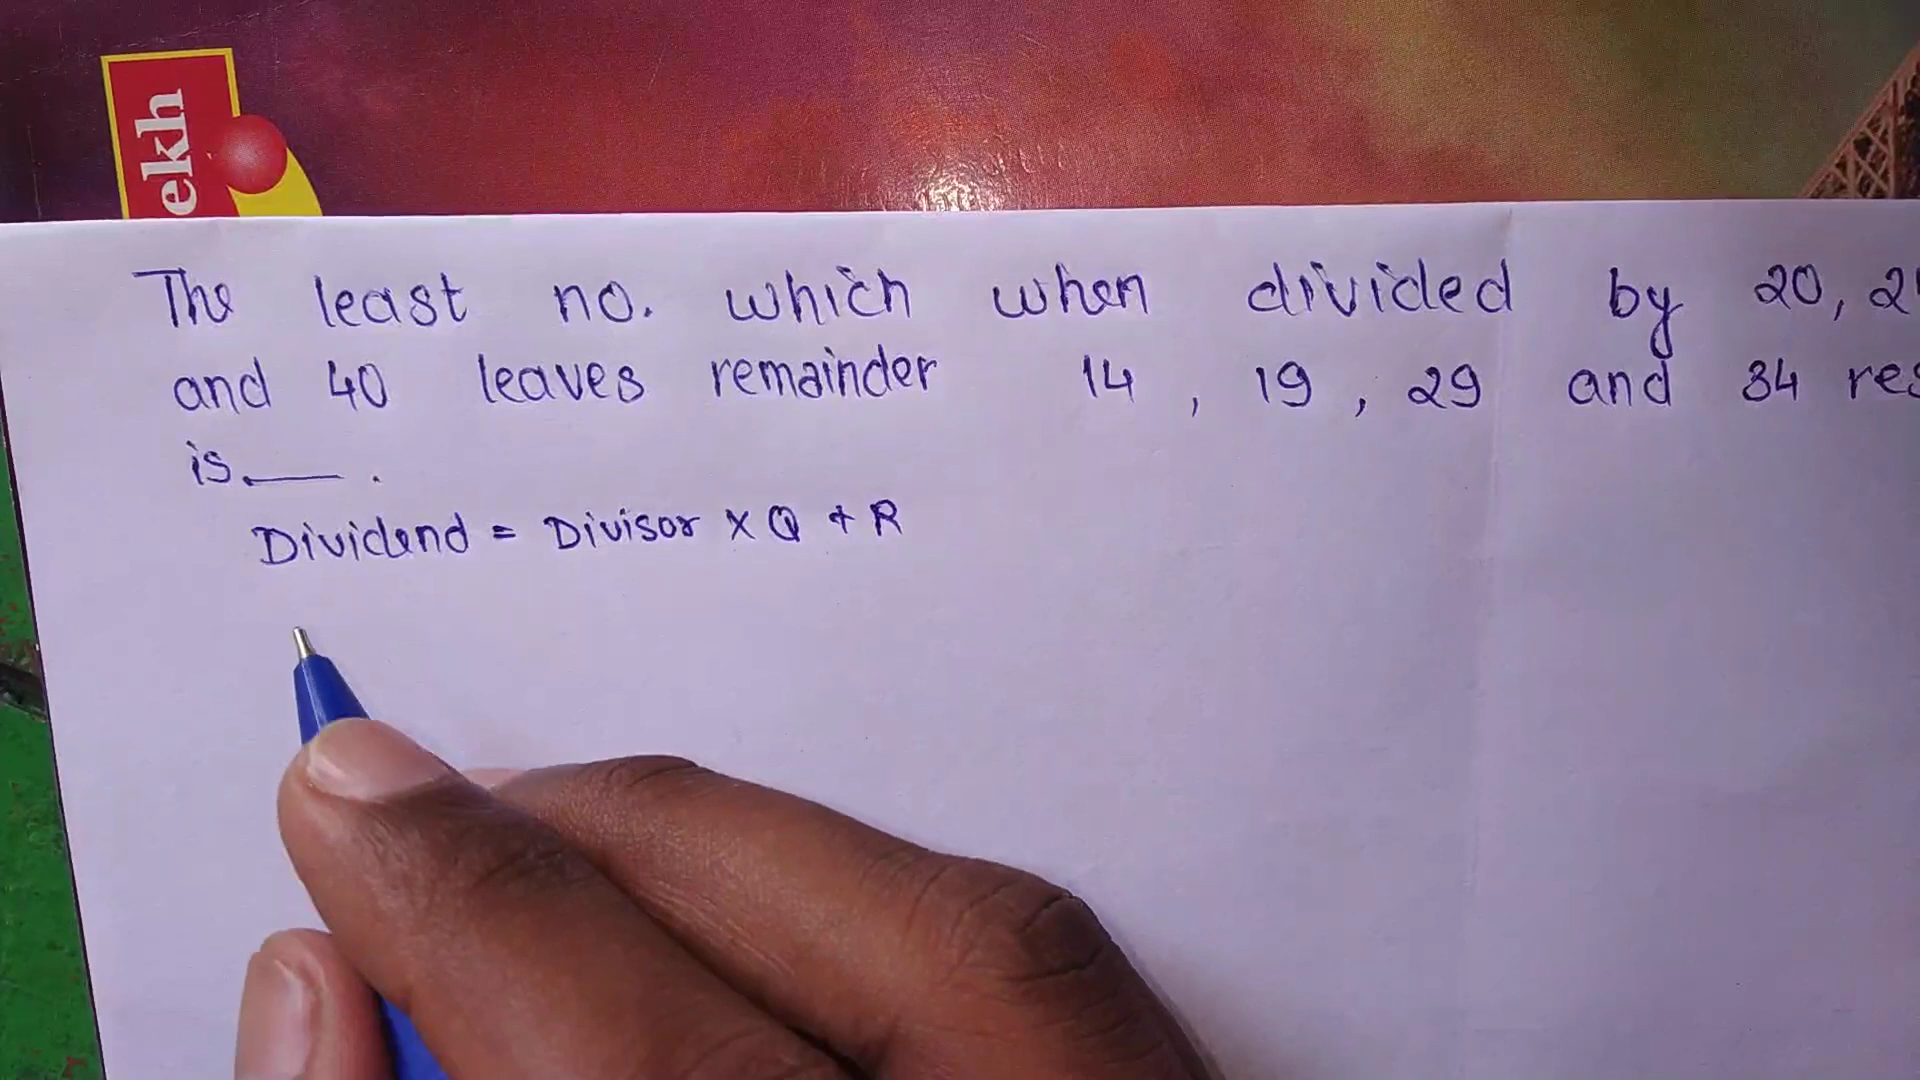 ekh
The least no. which when divided by 20,
and 40 leaves remainder 14 , 19 , 29 and 34
is ___ .
Dividend = Divisor x Q + R